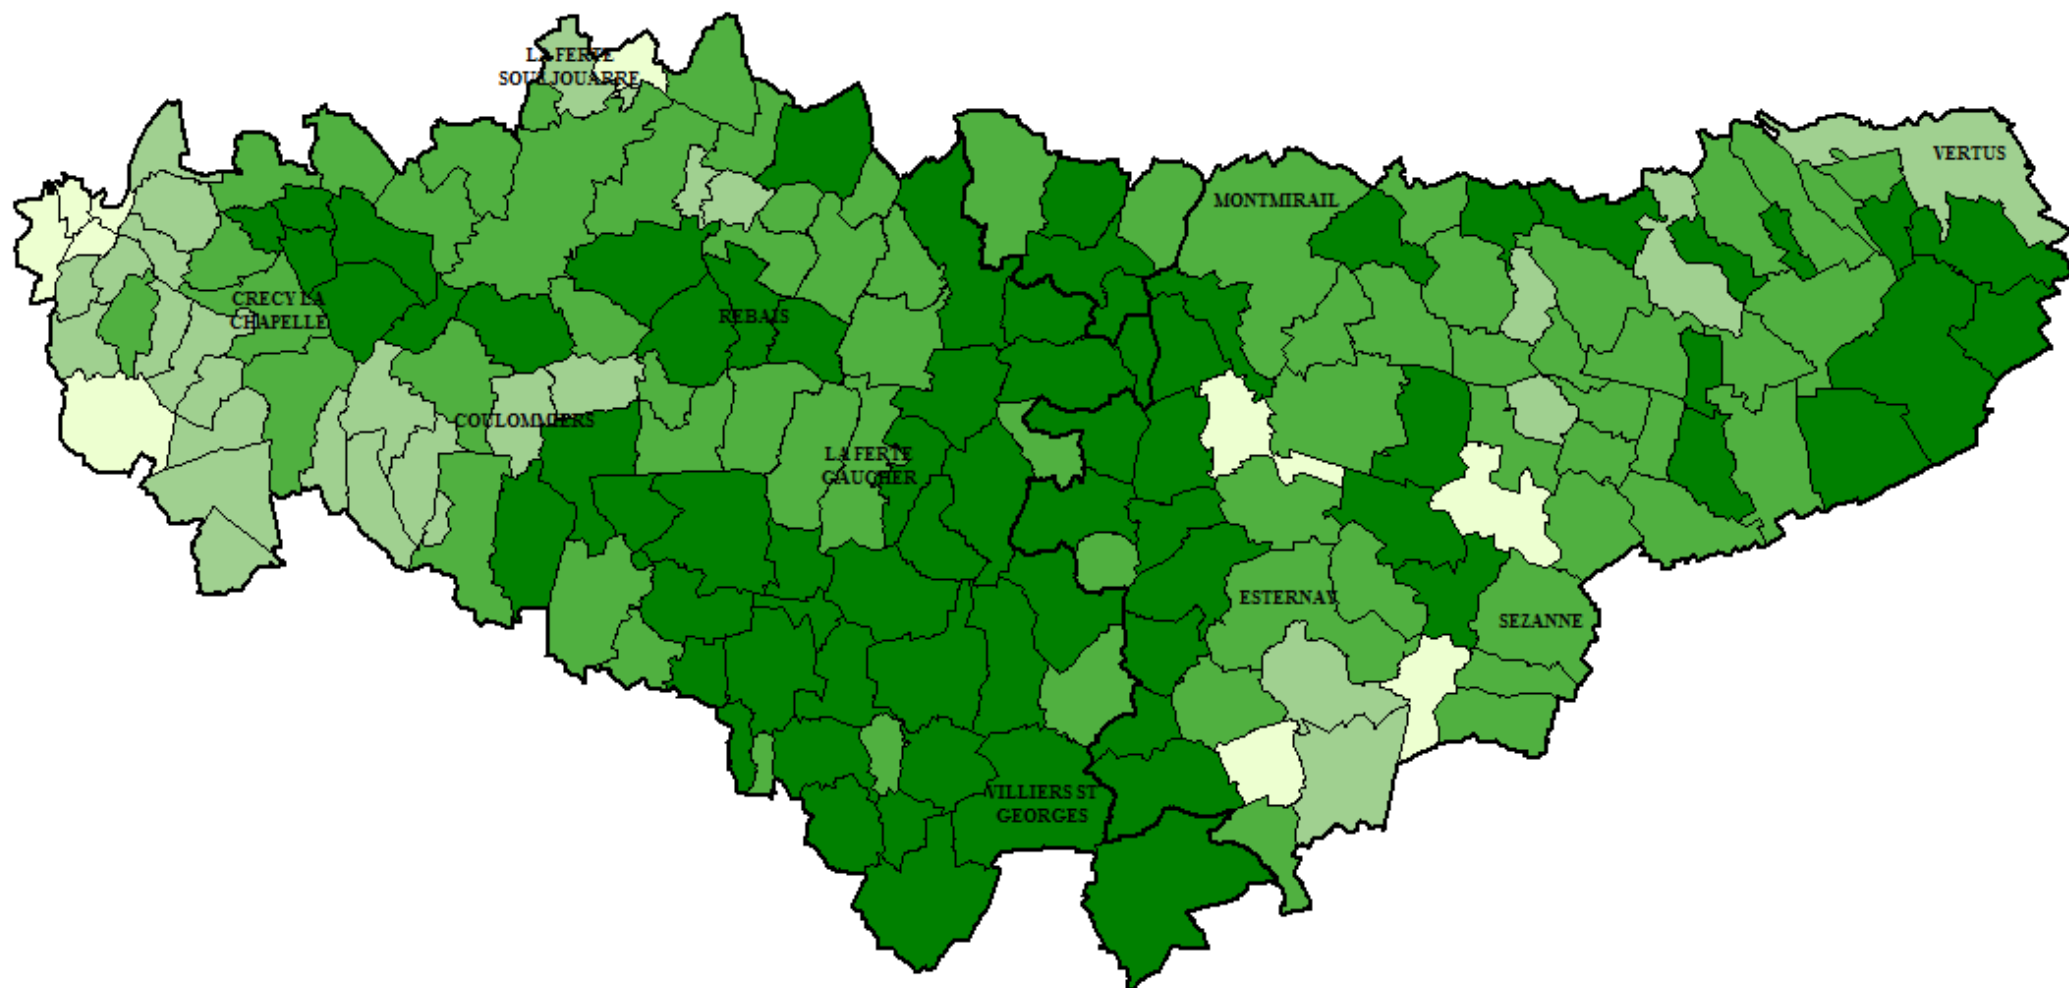 LA FERTE
SOUS JOUARRE
VERTUS
MONTMIRAIL
CRECY LA
CHAPELLE
REBAIS
COULOMMIERS
LA FERTE
GAUCHER
ESTERNAY
SEZANNE
VILLIERS ST
GEORGES